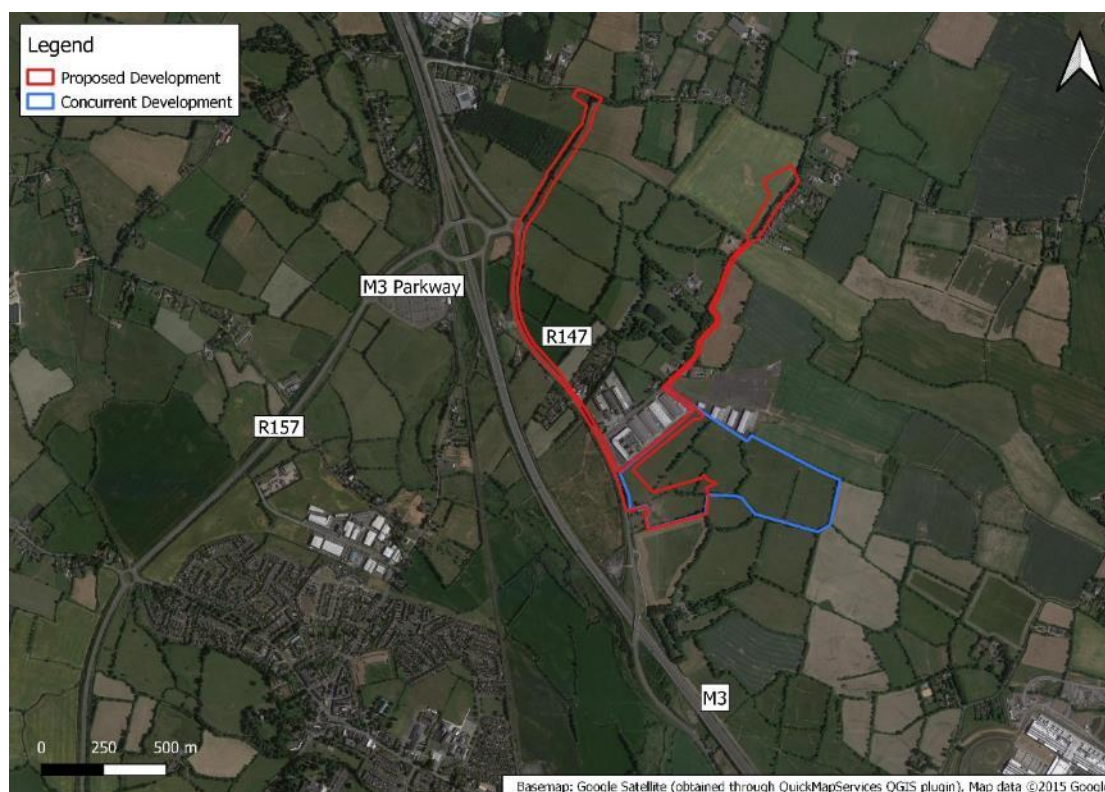 Legend
Proposed Development
Concurrent Development
M3 Parkway
R147
R157
M3
0 250 500 m
Basemap: Google Satellite (obtained through QuickMapServices QGIS plugin), Map data ©2015 Google